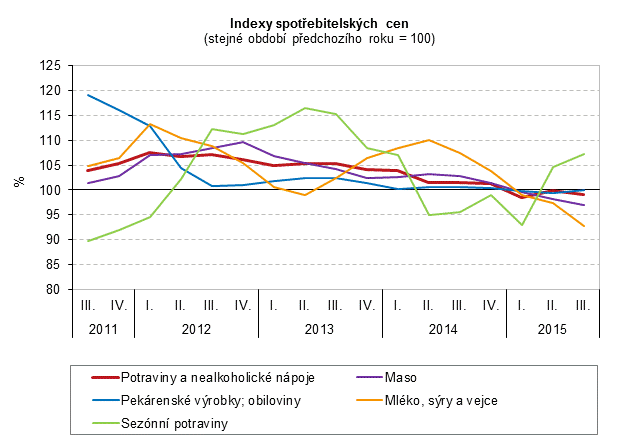 Indexy spotřebitelských cen
(stejné období předchozího roku = 100)
125
120
115
110
105
100
95
90
85
80
%
III. IV. I. II. III. IV. I. II. III. IV. I. II. III. IV. I. II. III.
2011 2012 2013 2014 2015
Potraviny a nealkoholické nápoje Maso
Pekárenské výrobky; obiloviny Mléko, sýry a vejce
Sezónní potraviny